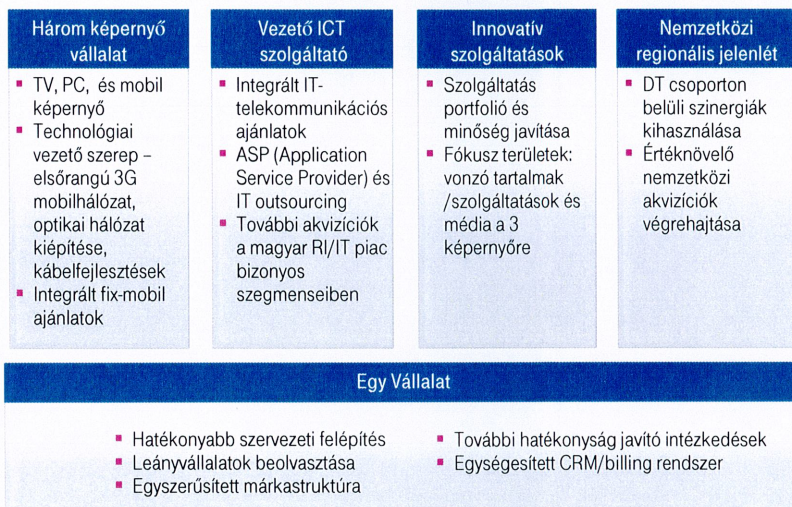 Három képernyő
vállalat
▪ TV, PC, és mobil
képernyő
▪ Technológiai
vezető szerep –
elsőrangú 3G
mobilhálózat,
optikai hálózat
kiépítése,
kábelfejlesztések
▪ Integrált fix-mobil
ajánlatok
Vezető ICT
szolgáltató
▪ Integrált IT-
telekommunikációs
ajánlatok
▪ ASP (Application
Service Provider) és
IT outsourcing
▪ További akvizíciók
a magyar RI/IT piac
bizonyos
szegmenseiben
Innovatív
szolgáltatások
▪ Szolgáltatás
portfolió és
minőség javítása
▪ Fókusz területek:
vonzó tartalmak
/szolgáltatások és
média a 3
képernyőre
Nemzetközi
regionális jelenlét
▪ DT csoporton
belüli szinergiák
kihasználása
▪ Értéknövelő
nemzetközi
akvizíciók
végrehajtása
Egy Vállalat
▪ Hatékonyabb szervezeti felépítés
▪ Leányvállalatok beolvasztása
▪ Egyszerűsített márkastruktúra
▪ További hatékonyság javító intézkedések
▪ Egységesített CRM/billing rendszer